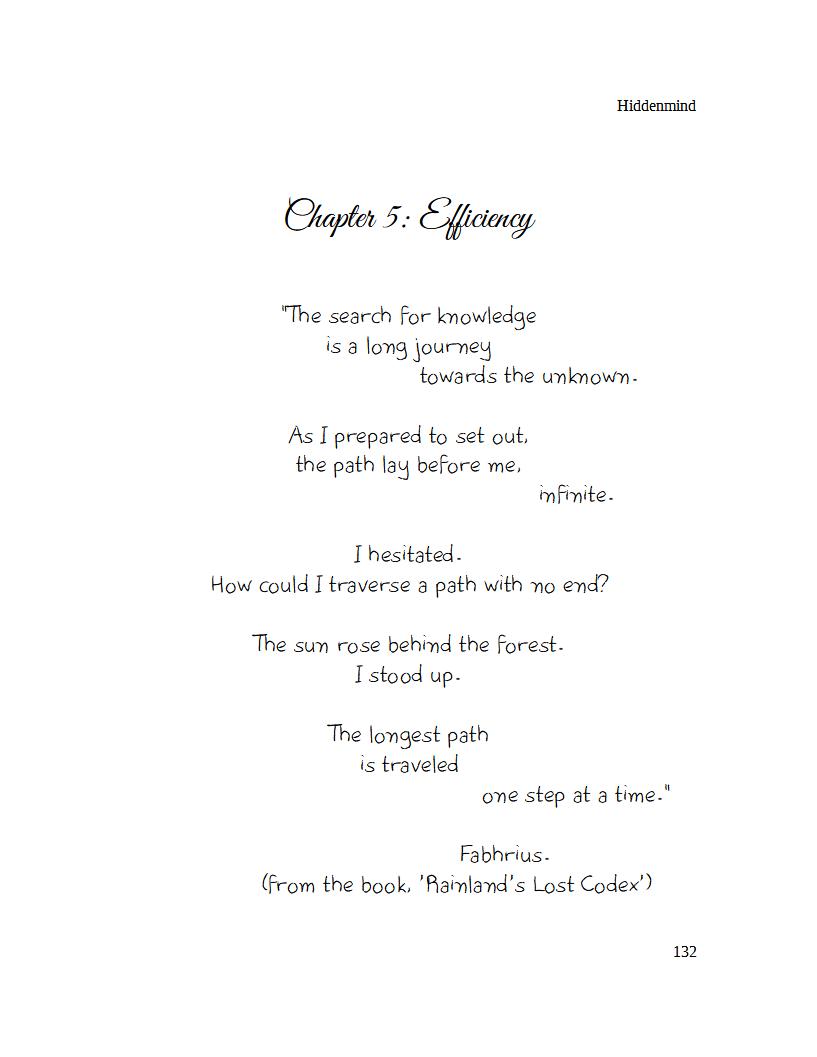 Hiddenmind
Chapter 5: Efficiency
"The search for knowledge
is a long journey
towards the unknown.
As I prepared to set out,
the path lay before me,
infinite.
I hesitated.
How could I traverse a path with no end?
The sun rose behind the forest.
I stood up.
The longest path
is traveled
one step at a time."
Fabhrius.
(from the book, 'Rainland's Lost Codex')
132